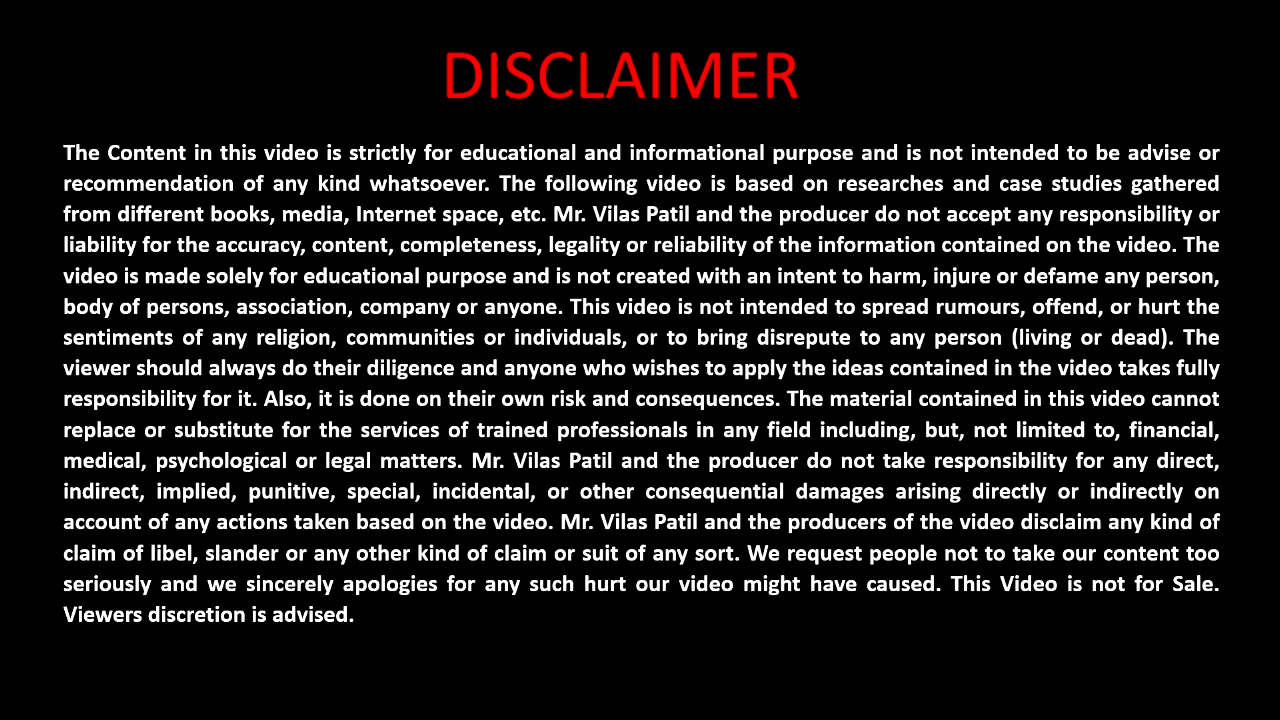 DISCLAIMER
The Content in this video is strictly for educational and informational purpose and is not intended to be advise or
recommendation of any kind whatsoever. The following video is based on researches and case studies gathered
from different books, media, Internet space, etc. Mr. Vilas Patil and the producer do not accept any responsibility or
liability for the accuracy, content, completeness, legality or reliability of the information contained on the video. The
video is made solely for educational purpose and is not created with an intent to harm, injure or defame any person,
body of persons, association, company or anyone. This video is not intended to spread rumours, offend, or hurt the
sentiments of any religion, communities or individuals, or to bring disrepute to any person (living or dead). The
viewer should always do their diligence and anyone who wishes to apply the ideas contained in the video takes fully
responsibility for it. Also, it is done on their own risk and consequences. The material contained in this video cannot
replace or substitute for the services of trained professionals in any field including, but, not limited to, financial,
medical, psychological or legal matters. Mr. Vilas Patil and the producer do not take responsibility for any direct,
indirect, implied, punitive, special, incidental, or other consequential damages arising directly or indirectly on
account of any actions taken based on the video. Mr. Vilas Patil and the producers of the video disclaim any kind of
claim of libel, slander or any other kind of claim or suit of any sort. We request people not to take our content too
seriously and we sincerely apologies for any such hurt our video might have caused. This Video is not for Sale.
Viewers discretion is advised.